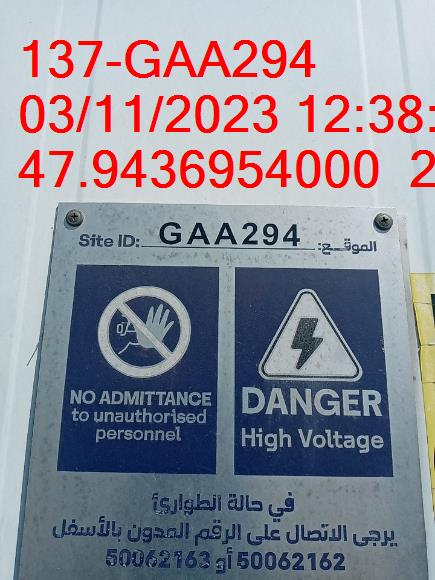 137-GAA294
03/11/2023 12:38:
47.9436954000 2
Site ID: GAA294 الموقع:
NO ADMITTANCE
to unauthorised
personnel
DANGER
High Voltage
في حالة الطوارئ
يرجى الاتصال على الرقم المدون بالأسفل
50062162 أو 50062163